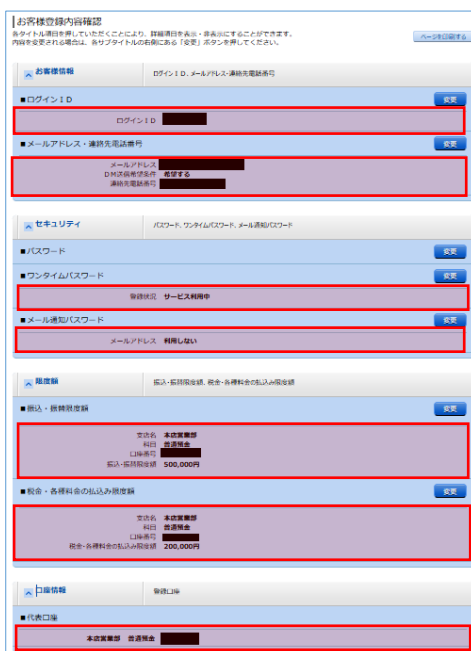 お客様登録内容確認
各タイトル項目を押していただくことにより、詳細項目を表示・非表示にすることができます。
内容を変更される場合は、各サブタイトルの右側にある「変更」ボタンを押してください。
ページを印刷する
お客様情報 ログインＩＤ、メールアドレス・連絡先電話番号
■ログインＩＤ 変更
ログインＩＤ
■メールアドレス・連絡先電話番号 変更
メールアドレス
ＤＭ送信希望条件 希望する
連絡先電話番号
セキュリティ パスワード、ワンタイムパスワード、メール通知パスワード
■パスワード 変更
■ワンタイムパスワード 変更
登録状況 サービス利用中
■メール通知パスワード 変更
メールアドレス 利用しない
限度額 振込・振替限度額、税金・各種料金の払込み限度額
■振込・振替限度額 変更
支店名 本店営業部
科目 普通預金
口座番号
振込・振替限度額 500,000円
■税金・各種料金の払込み限度額 変更
支店名 本店営業部
科目 普通預金
口座番号
税金・各種料金の払込み限度額 200,000円
口座情報 登録口座
■代表口座
本店営業部 普通預金